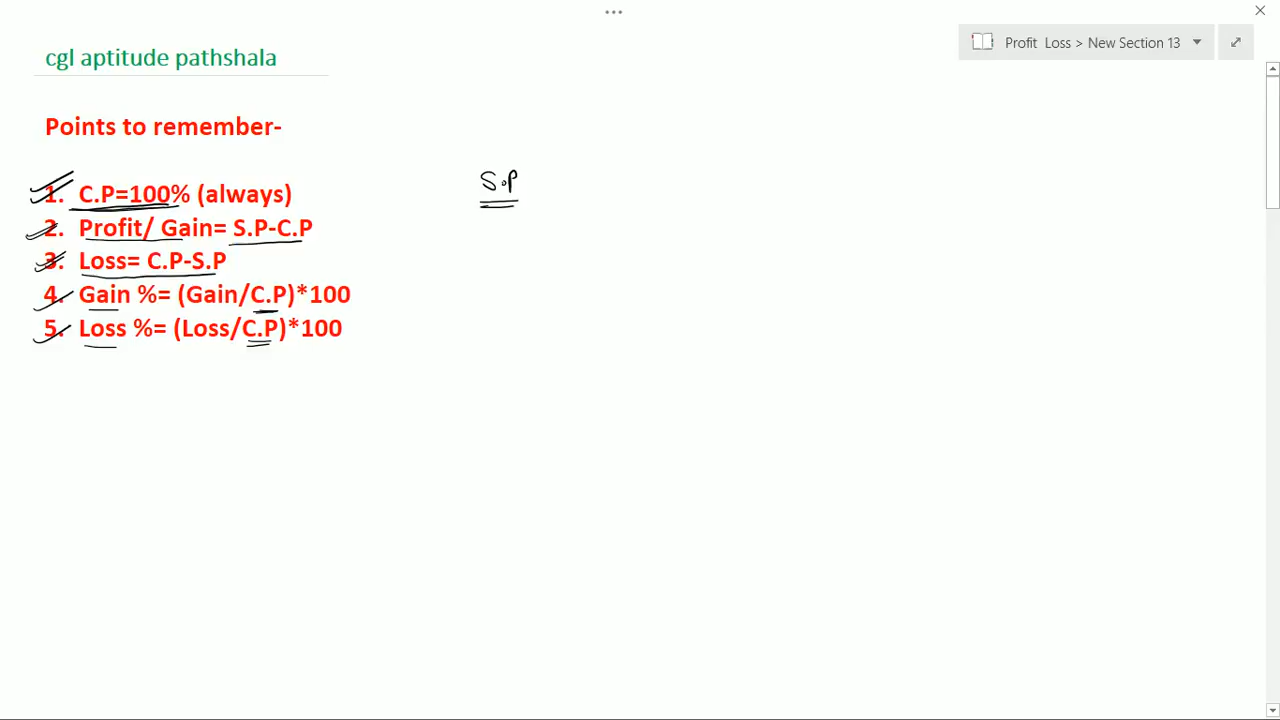 Profit Loss > New Section 13
cgl aptitude pathshala
Points to remember-
1. C.P=100% (always)
S.P
2. Profit/ Gain= S.P-C.P
3. Loss= C.P-S.P
4. Gain %= (Gain/C.P)*100
5. Loss %= (Loss/C.P)*100